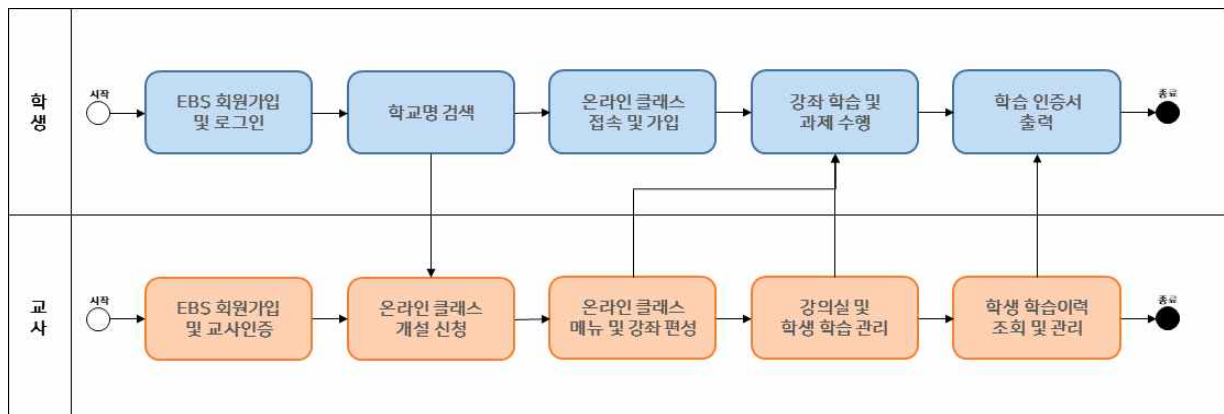 학
생
시작
EBS 회원가입
및 로그인
학교명 검색
온라인 클래스
접속 및 가입
강좌 학습 및
과제 수행
학습 인증서
출력
종료
교
사
시작
EBS 회원가입
및 교사인증
온라인 클래스
개설 신청
온라인 클래스
메뉴 및 강좌 편성
강의실 및
학생 학습 관리
학생 학습이력
조회 및 관리
종료